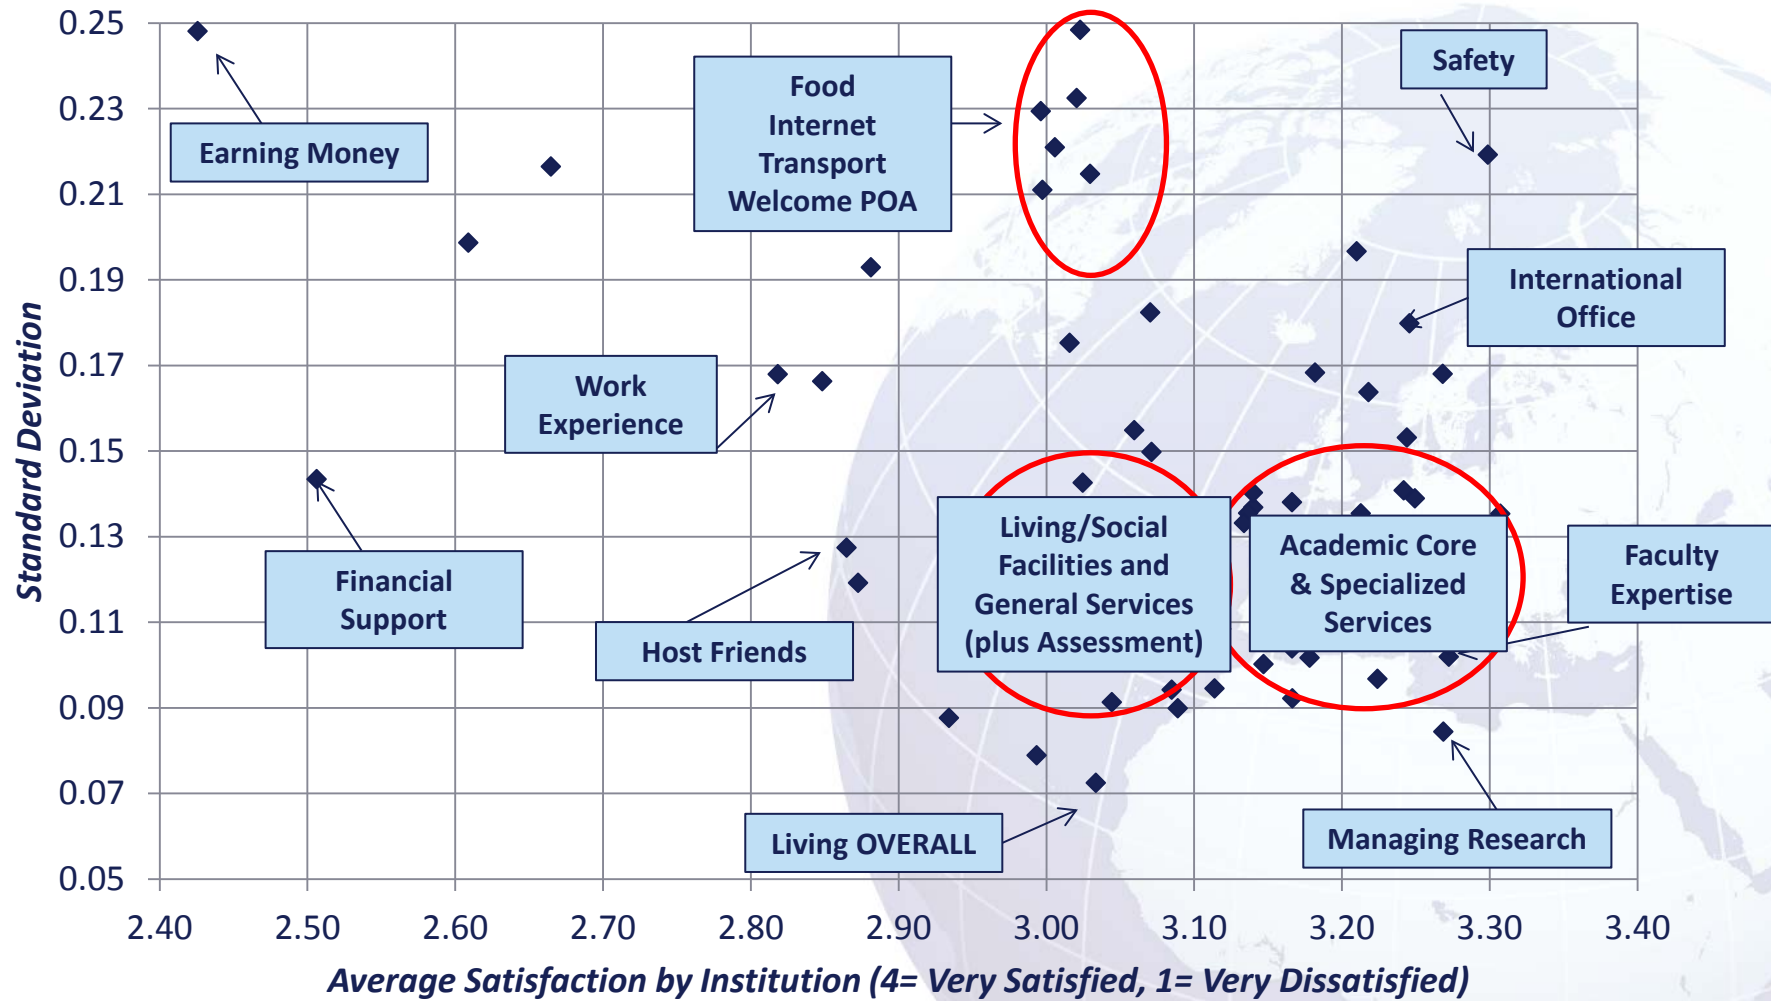 0.25
0.23
0.21
0.19
0.17
0.15
0.13
0.11
0.09
0.07
0.05
Standard Deviation
Earning Money
Food
Internet
Transport
Welcome POA
Safety
International
Office
Work
Experience
Financial
Support
Host Friends
Living/Social
Facilities and
General Services
(plus Assessment)
Academic Core
& Specialized
Services
Faculty
Expertise
Living OVERALL
Managing Research
2.40 2.50 2.60 2.70 2.80 2.90 3.00 3.10 3.20 3.30 3.40
Average Satisfaction by Institution (4= Very Satisfied, 1= Very Dissatisfied)